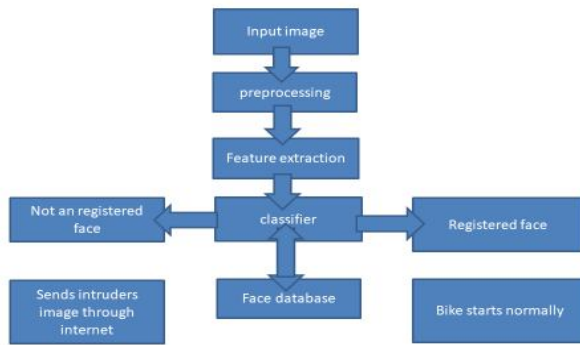 Input image
preprocessing
Feature extraction
Not an registered
face
classifier
Registered face
Sends intruders
image through
internet
Face database
Bike starts normally